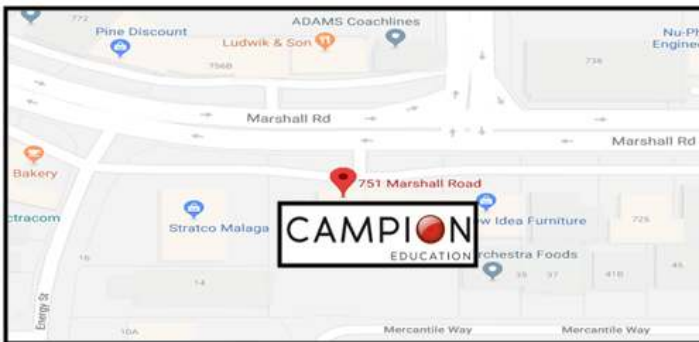 772
Pine Discount
ADAMS Coachlines
Ludwik & Son
Nu-Ph
Enginee
756B
736
Marshall Rd
Marshall Rd
Bakery
751 Marshall Road
ctracom
Stratco Malaga
CAMPION
EDUCATION
ew Idea Furniture
726
rchestra Foods
16
14
35
37
41B
45
Energy St
10A
Mercantile Way
Mercantile Way